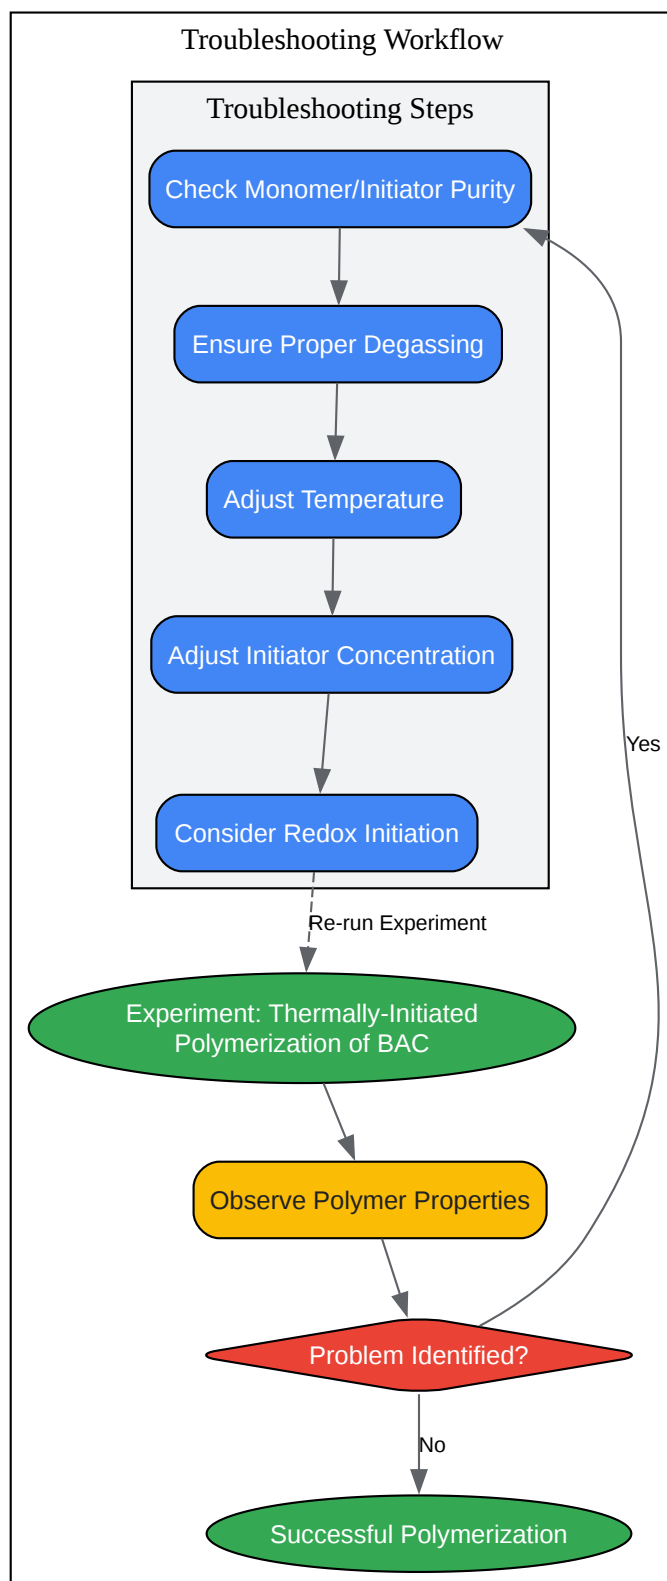 Troubleshooting Workflow
Troubleshooting Steps
Check Monomer/Initiator Purity
Ensure Proper Degassing
Adjust Temperature
Adjust Initiator Concentration
Yes
Consider Redox Initiation
Re-run Experiment
Experiment: Thermally-Initiated
Polymerization of BAC
Observe Polymer Properties
Problem Identified?
No
Successful Polymerization